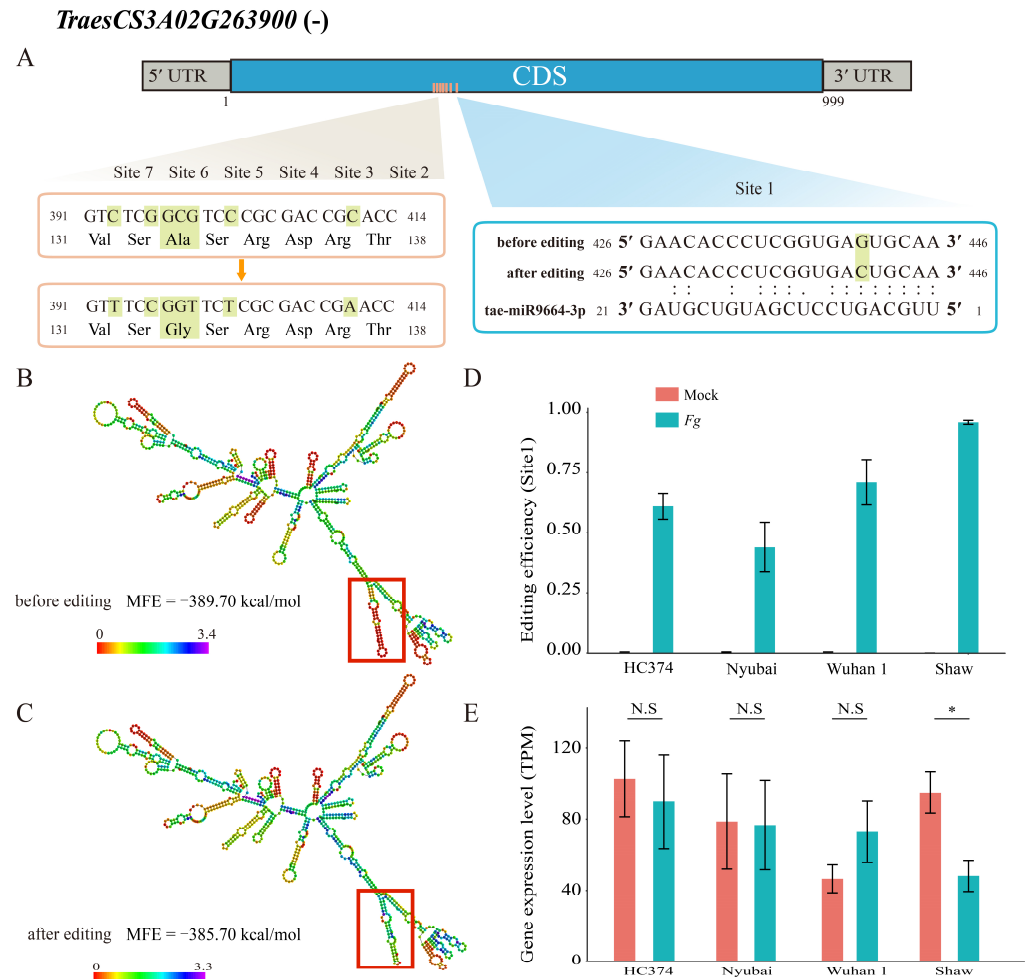 TraesCS3A02G263900 (-)
A
5′ UTR CDS 3′ UTR
1 999
Site 7 Site 6 Site 5 Site 4 Site 3 Site 2
391 GTC TCG GCG TCC CGC GAC CGC ACC 414
131 Val Ser Ala Ser Arg Asp Arg Thr 138
391 GTT TCC GGT TCT CGC GAC CGA ACC 414
131 Val Ser Gly Ser Arg Asp Arg Thr 138
Site 1
before editing 426 5′ GAACACCCUCGGUGAGUGCAA 3′ 446
after editing 426 5′ GAACACCCUCGGUGACUGCAA 3′ 446
: : : : : : . : : : : : : : :
tae-miR9664-3p 21 3′ GAUGCUGUAGCUCCUGACGUU 5′ 1
B
before editing MFE = −389.70 kcal/mol
0 3.4
C
after editing MFE = −385.70 kcal/mol
0 3.3
D
Mock
Fg
Editing efficiency (Site1)
1.00
0.75
0.50
0.25
0.00
HC374 Nyubai Wuhan 1 Shaw
E
N.S N.S N.S *
Gene expression level (TPM)
120
80
40
0
HC374 Nyubai Wuhan 1 Shaw